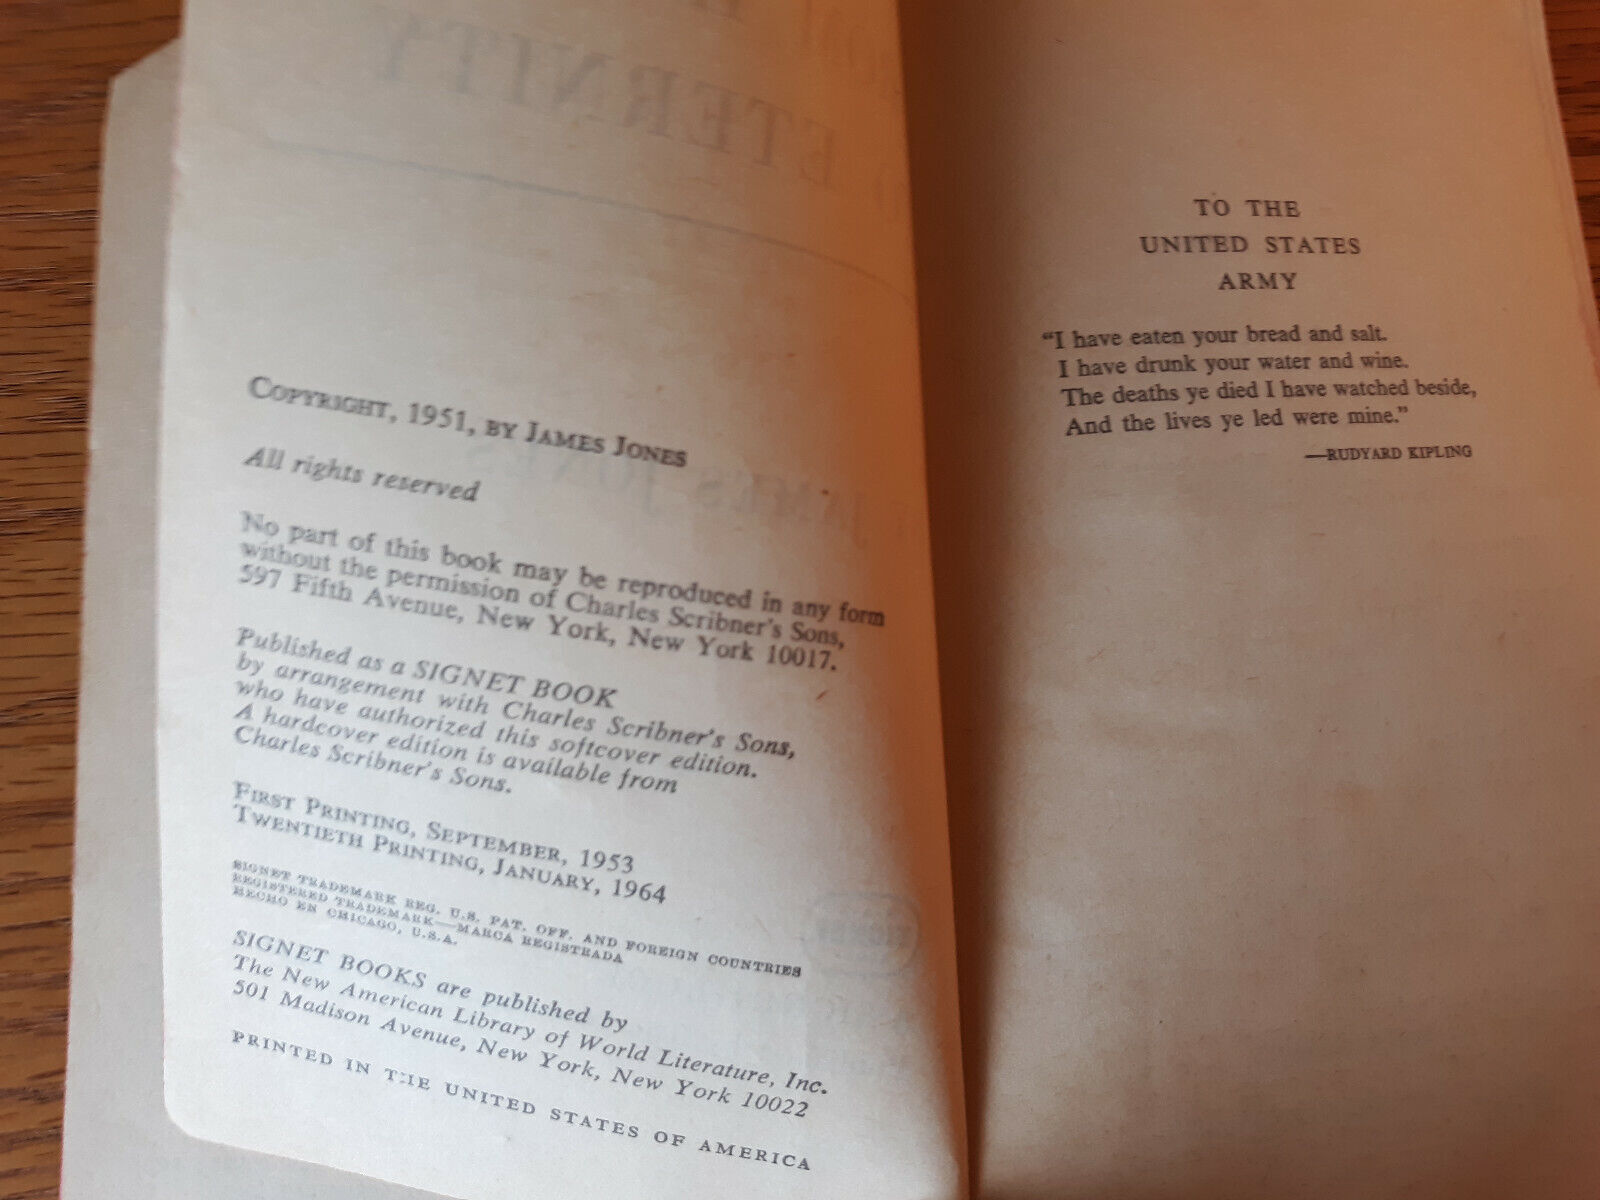 ETERNITY
JAMES JONES
COPYRIGHT, 1951, BY JAMES JONES
All rights reserved
No part of this book may be reproduced in any form
without the permission of Charles Scribner's Sons,
597 Fifth Avenue, New York, New York 10017.
Published as a SIGNET BOOK
by arrangement with Charles Scribner's Sons,
who have authorized this softcover edition.
A hardcover edition is available from
Charles Scribner's Sons.
FIRST PRINTING, SEPTEMBER, 1953
TWENTIETH PRINTING, JANUARY, 1964
SIGNET TRADEMARK REG. U.S. PAT. OFF. AND FOREIGN COUNTRIES
REGISTERED TRADEMARK—MARCA REGISTRADA
HECHO EN CHICAGO, U.S.A.
SIGNET BOOKS are published by
The New American Library of World Literature, Inc.
501 Madison Avenue, New York, New York 10022
PRINTED IN THE UNITED STATES OF AMERICA
TO THE
UNITED STATES
ARMY
"I have eaten your bread and salt.
I have drunk your water and wine.
The deaths ye died I have watched beside,
And the lives ye led were mine."
—RUDYARD KIPLING